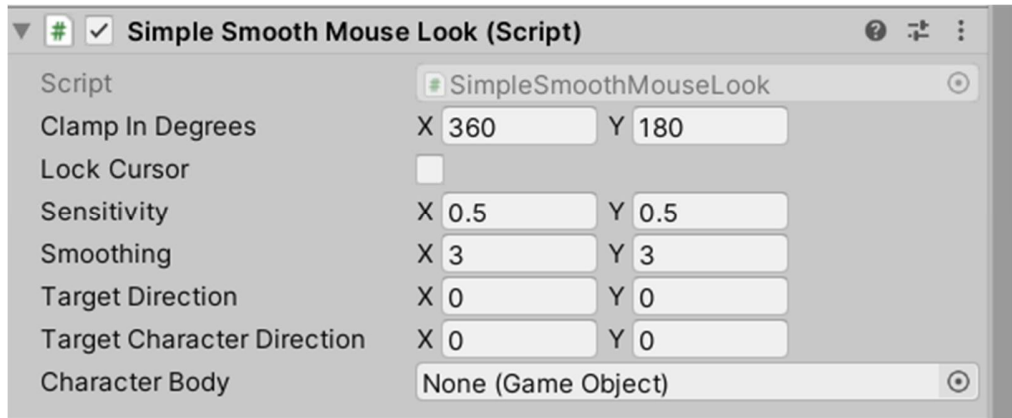 # Simple Smooth Mouse Look (Script) ?
Script # SimpleSmoothMouseLook
Clamp In Degrees X 360 Y 180
Lock Cursor
Sensitivity X 0.5 Y 0.5
Smoothing X 3 Y 3
Target Direction X 0 Y 0
Target Character Direction X 0 Y 0
Character Body None (Game Object)